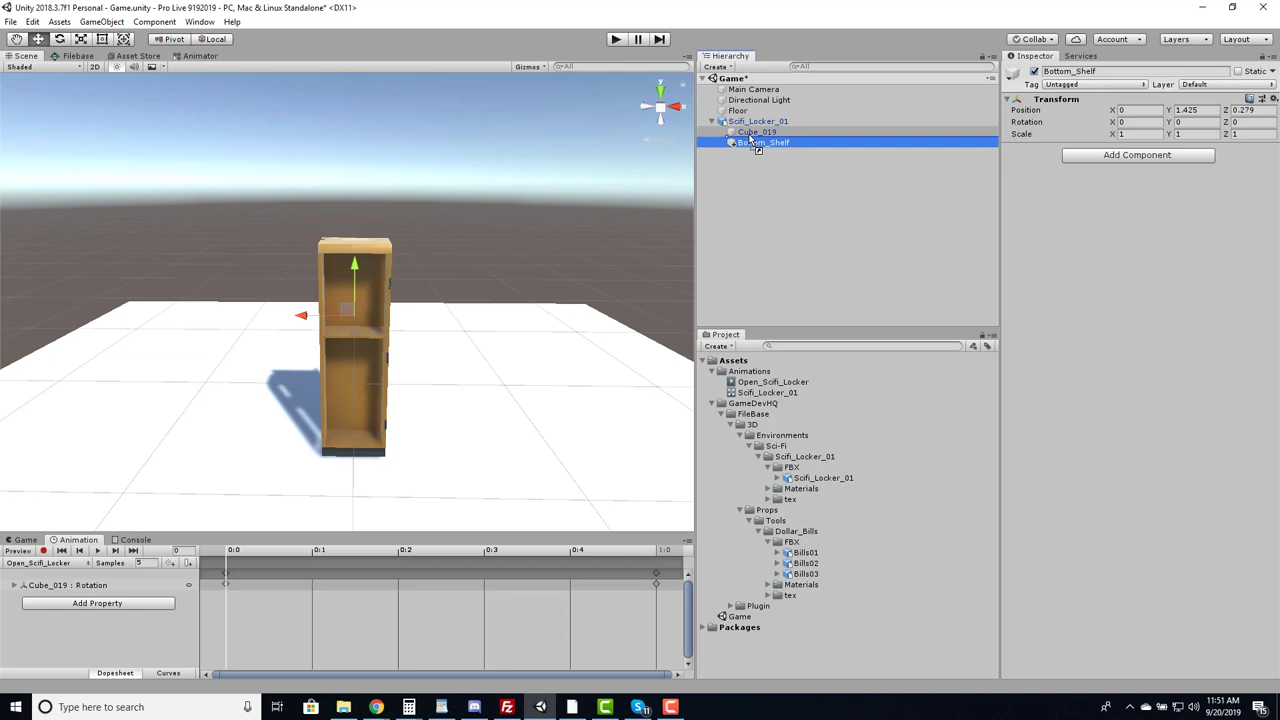 Unity 2018.3.7f1 Personal - Game.unity - Pro Live 9192019 - PC, Mac & Linux Standalone* <DX11>
File Edit Assets GameObject Component Window Help
Pivot Local Collab Account Layers Layout
Scene Filebase Asset Store Animator
Shaded 2D Gizmos All
Hierarchy
Create All
Game*
Main Camera
Directional Light
Floor
Scifi_Locker_01
Cube_019
Bottom_Shelf
Inspector Services
Bottom_Shelf Static
Tag Untagged Layer Default
Transform
Position X 0 Y 1.425 Z 0.279
Rotation X 0 Y 0 Z 0
Scale X 1 Y 1 Z 1
Add Component
y
x
Project
Create
Assets
Animations
Open_Scifi_Locker
Scifi_Locker_01
GameDevHQ
FileBase
3D
Environments
Sci-Fi
Scifi_Locker_01
FBX
Scifi_Locker_01
Materials
tex
Props
Tools
Dollar_Bills
FBX
Bills01
Bills02
Bills03
Materials
tex
Plugin
Game
Packages
Game Animation Console
Preview 0 0:0 0:1 0:2 0:3 0:4 1:0
Open_Scifi_Locker Samples 5
Cube_019 : Rotation
Add Property
Dopesheet Curves
Type here to search
11:51 AM
9/20/2019